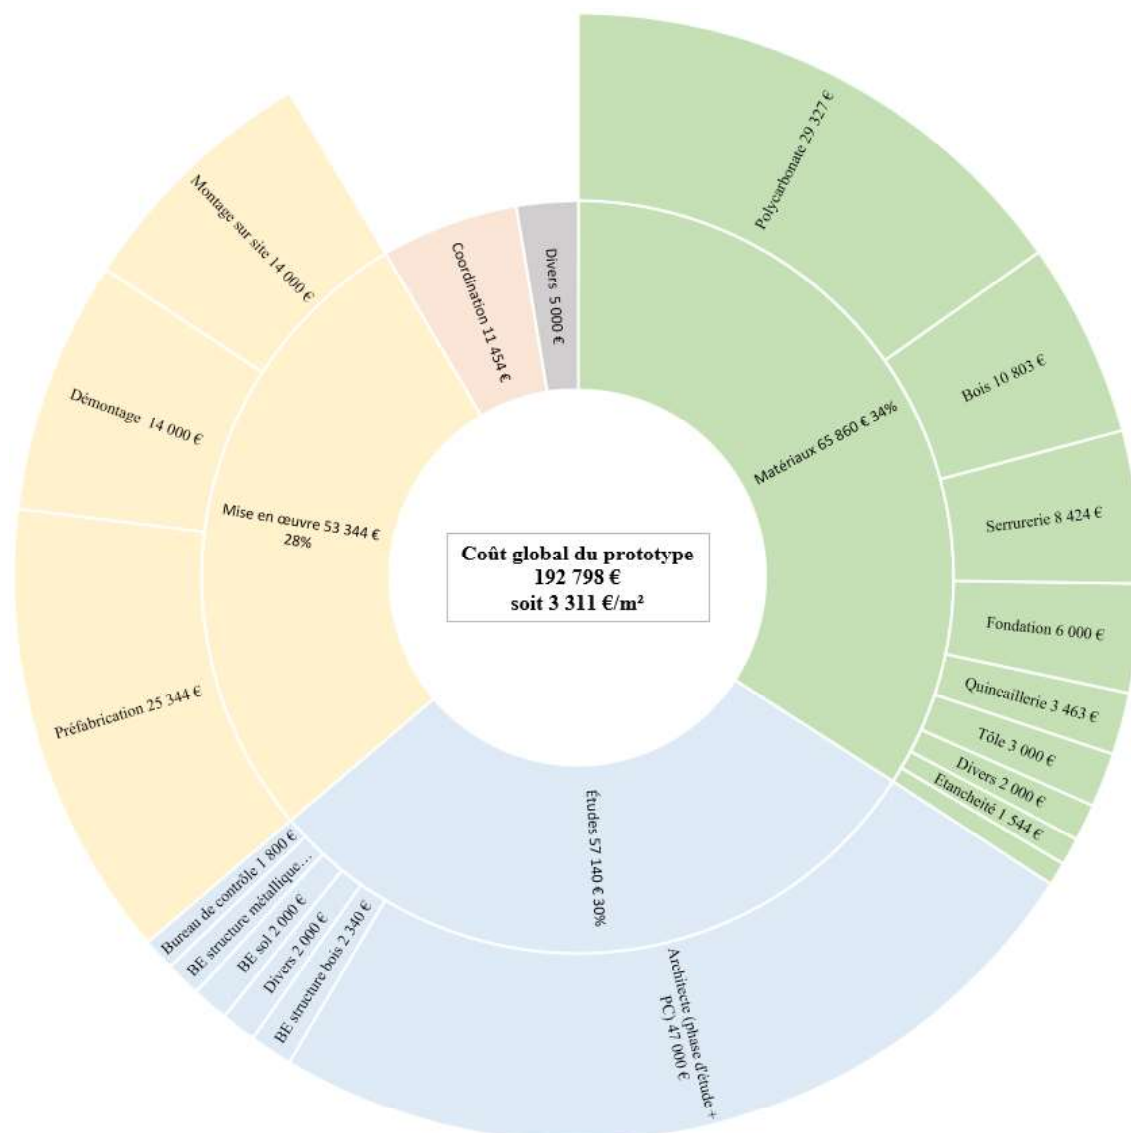 Coût global du prototype
192 798 €
soit 3 311 €/m²
Matériaux 65 860 € 34%
Polycarbonate 29 327 €
Bois 10 803 €
Serrurerie 8 424 €
Fondation 6 000 €
Quincaillerie 3 463 €
Tôle 3 000 €
Divers 2 000 €
Etancheité 1 544 €
Études 57 140 € 30%
Architecte (phase d'étude +
PC) 47 000 €
BE structure bois 2 340 €
Divers 2 000 €
BE sol 2 000 €
BE structure métallique…
Bureau de contrôle 1 800 €
Mise en œuvre 53 344 €
28%
Préfabrication 25 344 €
Démontage 14 000 €
Montage sur site 14 000 €
Coordination 11 454 €
Divers 5 000 €